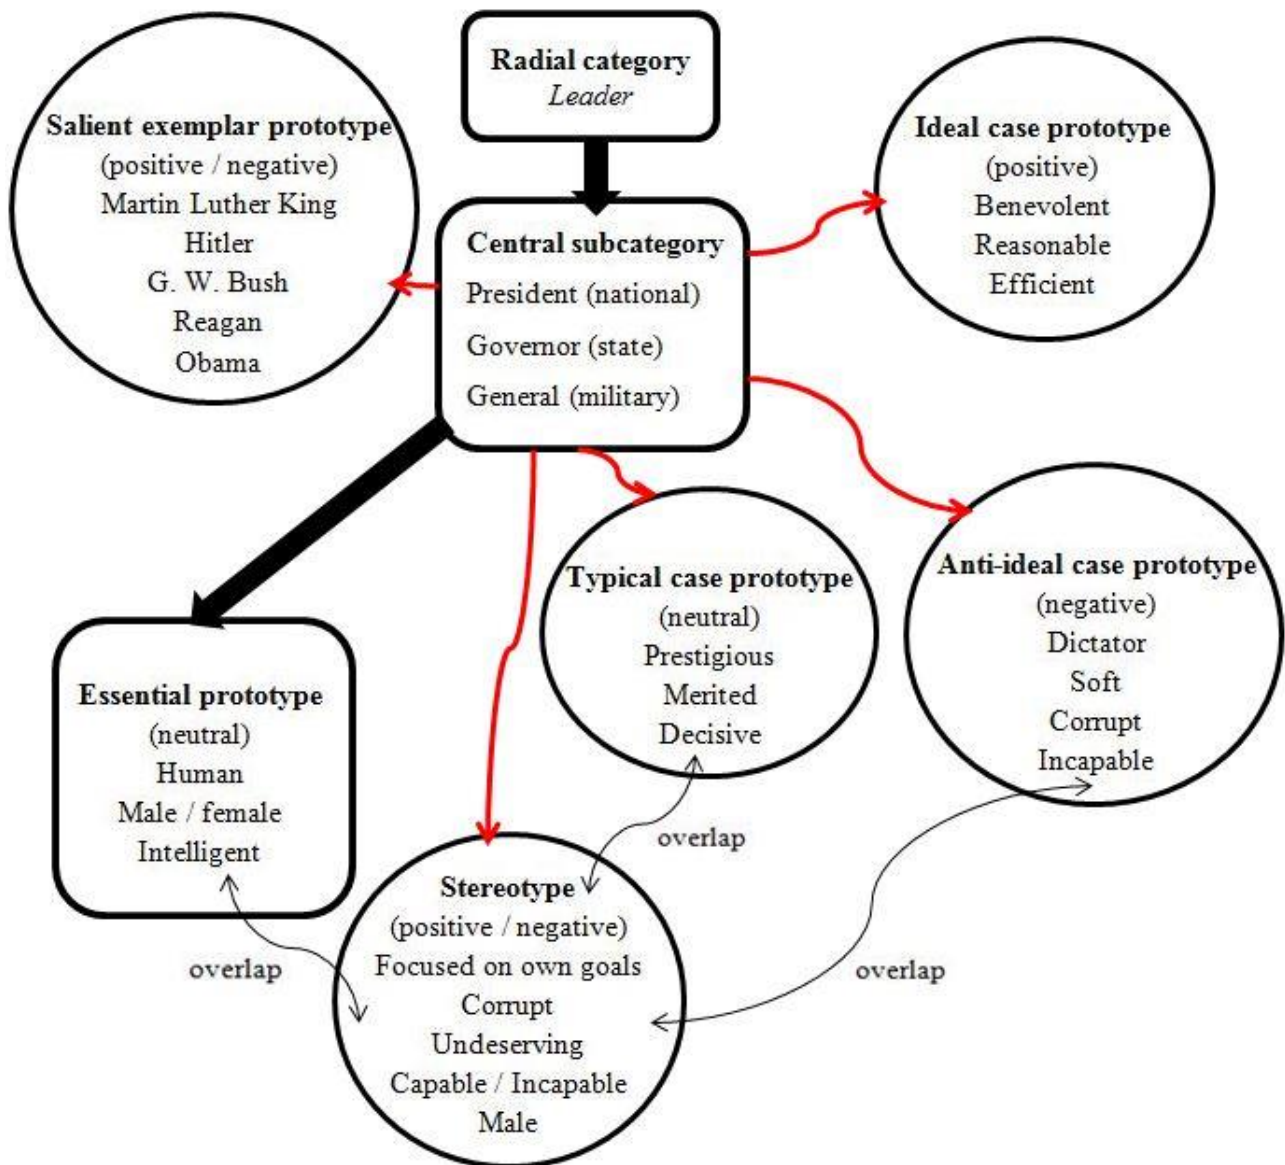 Radial category
Leader
Salient exemplar prototype
(positive / negative)
Martin Luther King
Hitler
G. W. Bush
Reagan
Obama
Central subcategory
President (national)
Governor (state)
General (military)
Ideal case prototype
(positive)
Benevolent
Reasonable
Efficient
Essential prototype
(neutral)
Human
Male / female
Intelligent
Typical case prototype
(neutral)
Prestigious
Merited
Decisive
Anti-ideal case prototype
(negative)
Dictator
Soft
Corrupt
Incapable
overlap
overlap
overlap
Stereotype
(positive / negative)
Focused on own goals
Corrupt
Undeserving
Capable / Incapable
Male